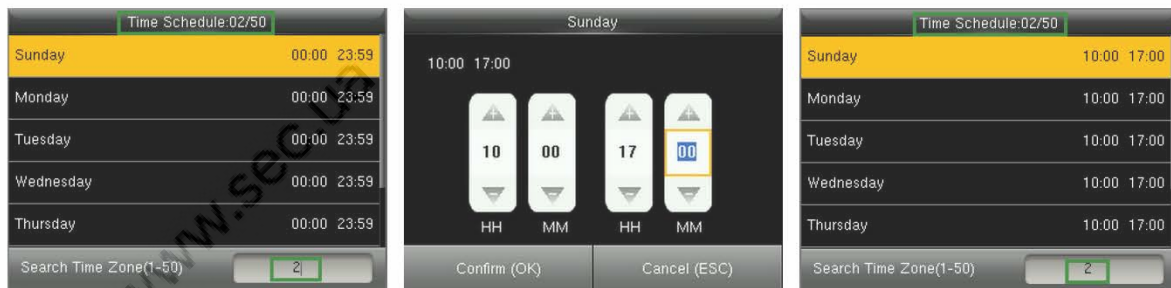 Time Schedule:02/50
Sunday 00:00 23:59
Monday 00:00 23:59
Tuesday 00:00 23:59
Wednesday 00:00 23:59
Thursday 00:00 23:59
Search Time Zone(1-50) 2
www.sec.ua
Sunday
10:00 17:00
10 00 17 00
HH MM HH MM
Confirm (OK) Cancel (ESC)
Time Schedule:02/50
Sunday 10:00 17:00
Monday 10:00 17:00
Tuesday 10:00 17:00
Wednesday 10:00 17:00
Thursday 10:00 17:00
Search Time Zone(1-50) 2